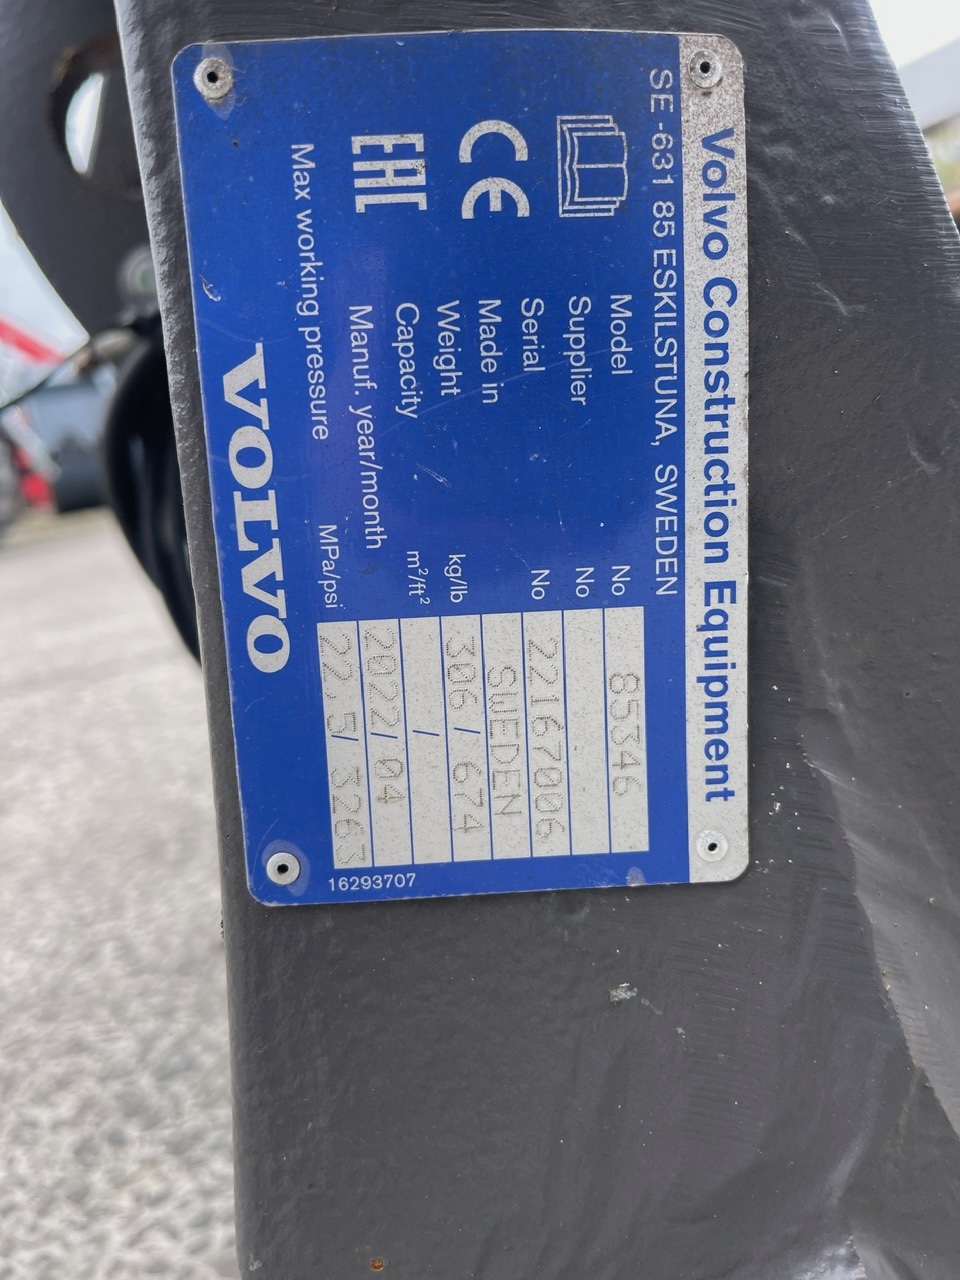 Volvo Construction Equipment
SE-631 85 ESKILSTUNA, SWEDEN
Model No 85346
Supplier No
Serial No 22167006
Made in SWEDEN
Weight kg/lb 306/ 674
Capacity m²/ft² /
Manuf. year/month 2022/ 04
Max working pressure MPa/psi 22.5/ 3263
CE
EAC
VOLVO
16293707